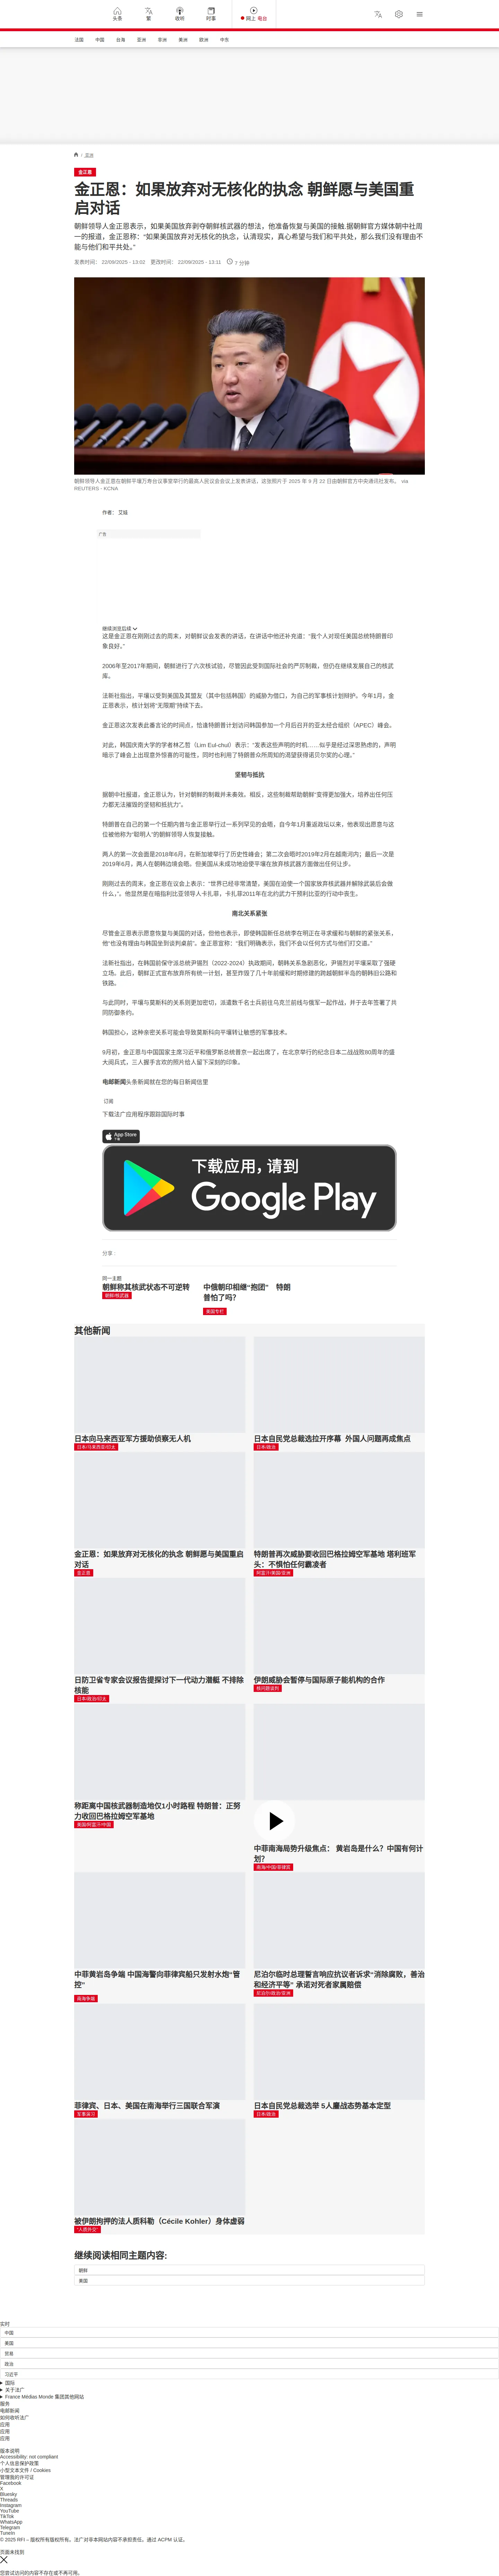 头条
繁
收听
时事
网上 电台
法国
中国
台海
亚洲
非洲
美洲
欧洲
中东
亚洲
金正恩
金正恩：如果放弃对无核化的执念 朝鲜愿与美国重
启对话
朝鲜领导人金正恩表示，如果美国放弃剥夺朝鲜核武器的想法，他准备恢复与美国的接触.据朝鲜官方媒体朝中社周
一的报道，金正恩称：“如果美国放弃对无核化的执念，认清现实，真心希望与我们和平共处，那么我们没有理由不
能与他们和平共处。”
发表时间： 22/09/2025 - 13:02 更改时间： 22/09/2025 - 13:11 7 分钟
朝鲜领导人金正恩在朝鲜平壤万寿台议事堂举行的最高人民议会会议上发表讲话，该张照片于 2025 年 9 月 22 日由朝鲜官方中央通讯社发布。 via
REUTERS - KCNA
作者： 艾妮
广告
继续浏览后续
这是金正恩在刚刚过去的周末，对朝鲜议会发表的讲话，在讲话中他还补充道：“我个人对现任美国总统特朗普印
象良好。”
2006年至2017年期间，朝鲜进行了六次核试验，尽管因此受到国际社会的严厉制裁，但仍在继续发展自己的核武
库。
法新社指出，平壤以受到美国及其盟友（其中包括韩国）的威胁为借口，为自己的军事核计划辩护。今年1月，金
正恩表示，核计划将“无限期”持续下去。
金正恩这次发表此番言论的时间点，恰逢特朗普计划访问韩国参加一个月后召开的亚太经合组织（APEC）峰会。
对此，韩国庆南大学的学者林乙哲（Lim Eul-chul）表示：“发表这些声明的时机……似乎是经过深思熟虑的，声明
暗示了峰会上出现意外惊喜的可能性，同时也利用了特朗普众所周知的渴望获得诺贝尔奖的心理。”
坚韧与抵抗
据朝中社报道，金正恩认为，针对朝鲜的制裁并未奏效。相反，这些制裁帮助朝鲜“变得更加强大，培养出任何压
力都无法摧毁的坚韧和抵抗力”。
特朗普在自己的第一个任期内曾与金正恩举行过一系列罕见的会晤，自今年1月重返政坛以来，他表现出愿意与这
位被他称为“聪明人”的朝鲜领导人恢复接触。
两人的第一次会面是2018年6月，在新加坡举行了历史性峰会；第二次会晤时2019年2月在越南河内；最后一次是
2019年6月，两人在朝韩边境会晤。但美国从未成功地迫使平壤在放弃核武器方面做出任何让步。
刚刚过去的周末，金正恩在议会上表示：“世界已经非常清楚，美国在迫使一个国家放弃核武器并解除武装后会做
什么，”。他显然是在暗指利比亚领导人卡扎菲，卡扎菲2011年在北约武力干预利比亚的行动中丧生。
南北关系紧张
尽管金正恩表示愿意恢复与美国的对话，但他也表示，即使韩国新任总统李在明正在寻求缓和与朝鲜的紧张关系，
他“也没有理由与韩国坐到谈判桌前”。金正恩宣称：“我们明确表示，我们不会以任何方式与他们打交道。”
法新社指出，在韩国前保守派总统尹锡烈（2022-2024）执政期间，朝韩关系急剧恶化，尹锡烈对平壤采取了强硬
立场。此后，朝鲜正式宣布放弃所有统一计划，甚至炸毁了几十年前缓和时期修建的跨越朝鲜半岛的朝韩公路和
铁路。
与此同时，平壤与莫斯科的关系则更加密切，派遣数千名士兵前往乌克兰前线与俄军一起作战，并于去年签署了共
同防御条约。
韩国担心，这种亲密关系可能会导致莫斯科向平壤转让敏感的军事技术。
9月初，金正恩与中国国家主席习近平和俄罗斯总统普京一起出席了，在北京举行的纪念日本二战战败80周年的盛
大阅兵式，三人握手言欢的照片给人留下深刻的印象。
电邮新闻头条新闻就在您的每日新闻信里
订阅
下载法广应用程序跟踪国际时事
App Store
下载
下载应用，请到
Google Play
分享 :
同一主题
朝鲜称其核武状态不可逆转
朝鲜/核武器
中俄朝印相继“抱团” 特朗
普怕了吗？
美国专栏
其他新闻
日本向马来西亚军方援助侦察无人机
日本/马来西亚/印太
日本自民党总裁选拉开序幕 外国人问题再成焦点
日本/政治
金正恩：如果放弃对无核化的执念 朝鲜愿与美国重启
对话
金正恩
特朗普再次威胁要收回巴格拉姆空军基地 塔利班军
头：不惧怕任何霸凌者
阿富汗/美国/亚洲
日防卫省专家会议报告提探讨下一代动力潜艇 不排除
核能
日本/政治/印太
伊朗威胁会暂停与国际原子能机构的合作
核问题谈判
称距离中国核武器制造地仅1小时路程 特朗普：正努
力收回巴格拉姆空军基地
美国/阿富汗/中国
中菲南海局势升级焦点： 黄岩岛是什么？中国有何计
划？
南海/中国/菲律宾
中菲黄岩岛争端 中国海警向菲律宾船只发射水炮“管
控”
南海争端
尼泊尔临时总理誓言响应抗议者诉求“消除腐败，善治
和经济平等” 承诺对死者家属赔偿
尼泊尔/政治/亚洲
菲律宾、日本、美国在南海举行三国联合军演
军事演习
日本自民党总裁选举 5人鏖战态势基本定型
日本/政治
被伊朗拘押的法人质科勒（Cécile Kohler）身体虚弱
“人质外交”
继续阅读相同主题内容:
朝鲜
美国
实时
中国
美国
贸易
政治
习近平
国际
关于法广
France Médias Monde 集团其他网站
服务
电邮新闻
如何收听法广
应用
应用
应用
版本说明
Accessibility: not compliant
个人信息保护政策
小型文本文件 / Cookies
管理我的许可证
Facebook
X
Bluesky
Threads
Instagram
YouTube
TikTok
WhatsApp
Telegram
TuneIn
© 2025 RFI – 版权所有版权所有。法广对非本网站内容不承担责任。通过 ACPM 认证。
页面未找到
您尝试访问的内容不存在或不再可用。